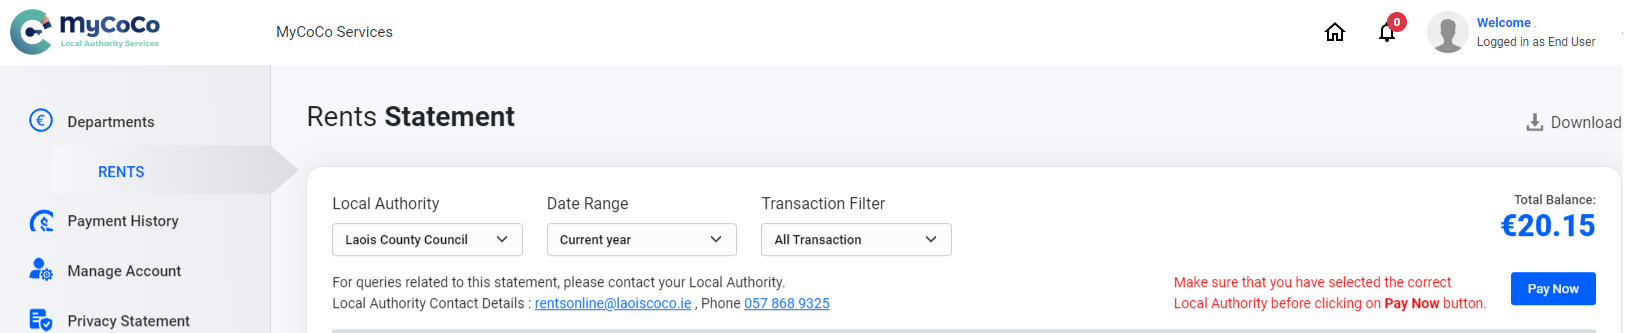 MyCoCo
Local Authority Services
MyCoCo Services
0
Welcome .
Logged in as End User
Departments
RENTS
Payment History
Manage Account
Privacy Statement
Rents Statement
Download
Local Authority
Date Range
Transaction Filter
Laois County Council
Current year
All Transaction
Total Balance:
€20.15
For queries related to this statement, please contact your Local Authority.
Local Authority Contact Details : rentsonline@laoiscoco.ie , Phone 057 868 9325
Make sure that you have selected the correct
Local Authority before clicking on Pay Now button.
Pay Now